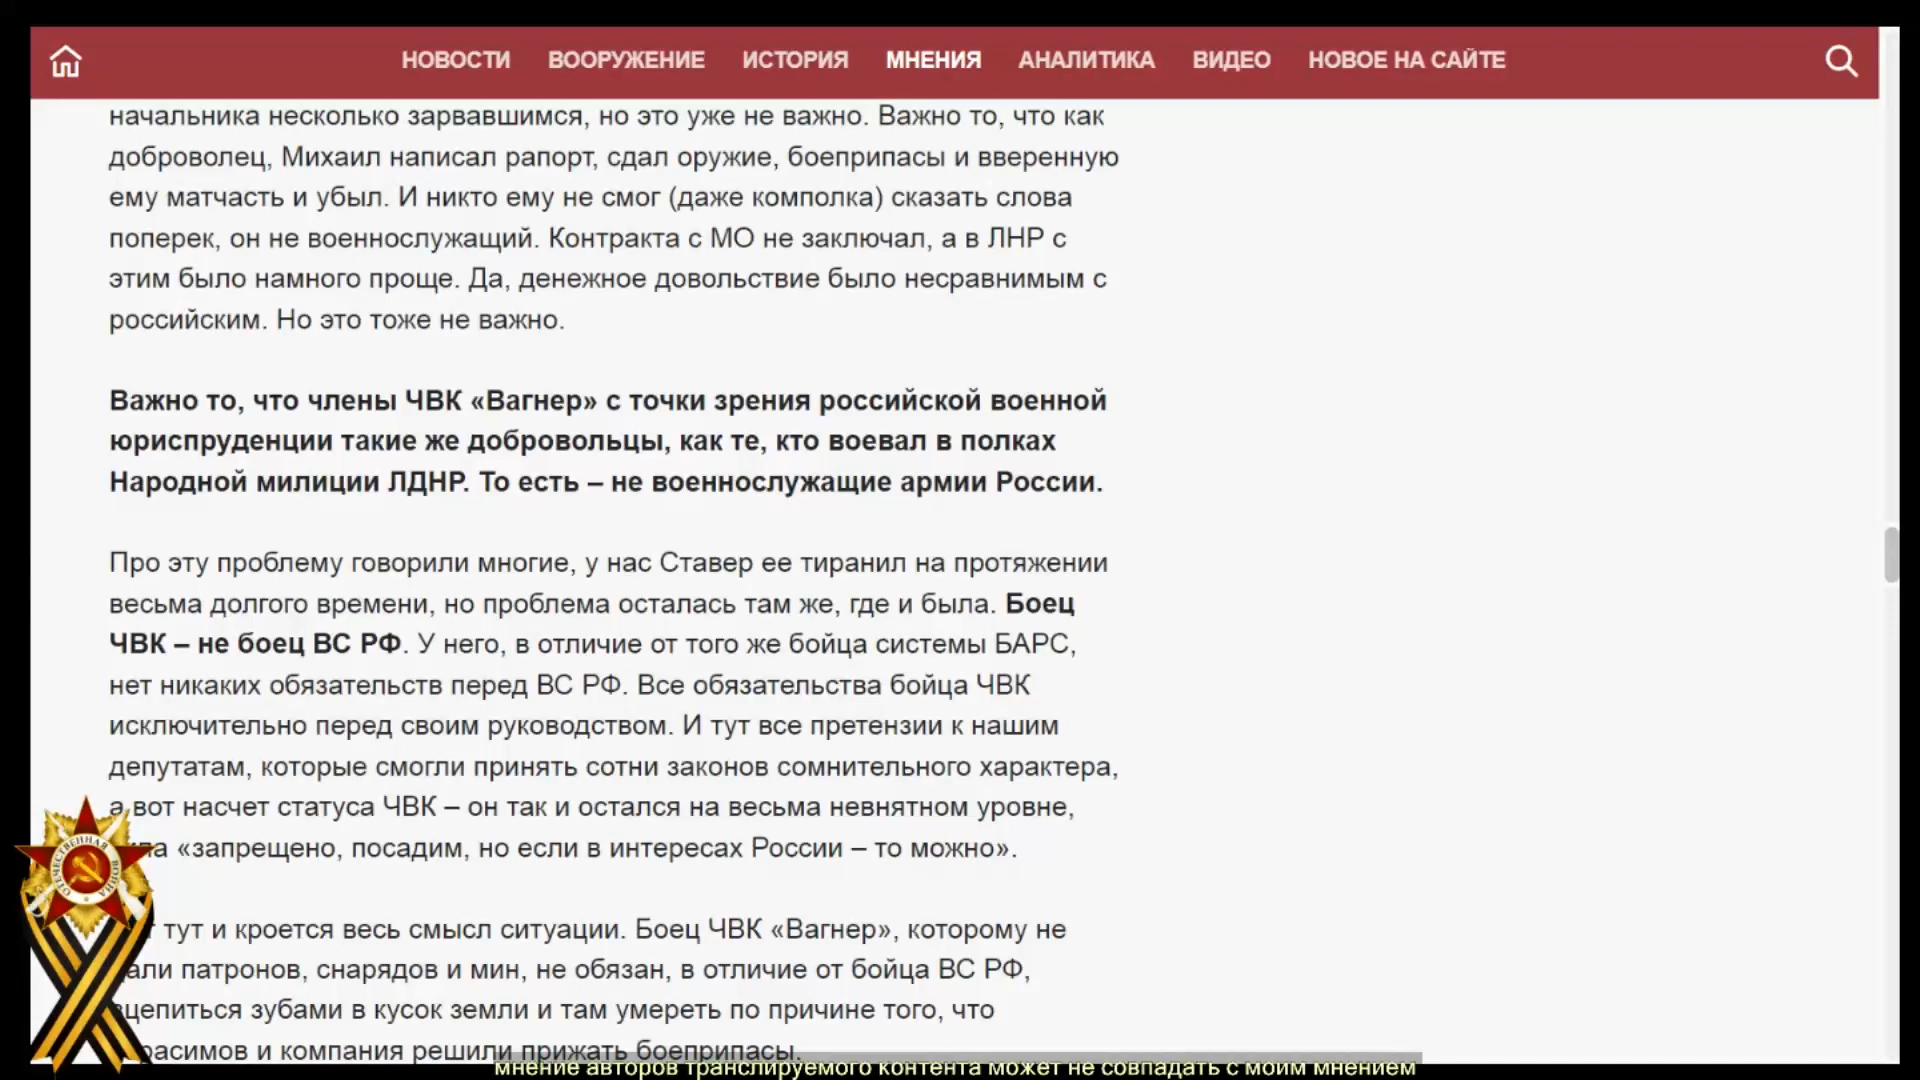 НОВОСТИ ВООРУЖЕНИЕ ИСТОРИЯ МНЕНИЯ АНАЛИТИКА ВИДЕО НОВОЕ НА САЙТЕ
начальника несколько зарвавшимся, но это уже не важно. Важно то, что как
доброволец, Михаил написал рапорт, сдал оружие, боеприпасы и вверенную
ему матчасть и убыл. И никто ему не смог (даже комполка) сказать слова
поперек, он не военнослужащий. Контракта с МО не заключал, а в ЛНР с
этим было намного проще. Да, денежное довольствие было несравнимым с
российским. Но это тоже не важно.
Важно то, что члены ЧВК «Вагнер» с точки зрения российской военной
юриспруденции такие же добровольцы, как те, кто воевал в полках
Народной милиции ЛДНР. То есть – не военнослужащие армии России.
Про эту проблему говорили многие, у нас Ставер ее тиранил на протяжении
весьма долгого времени, но проблема осталась там же, где и была. Боец
ЧВК – не боец ВС РФ. У него, в отличие от того же бойца системы БАРС,
нет никаких обязательств перед ВС РФ. Все обязательства бойца ЧВК
исключительно перед своим руководством. И тут все претензии к нашим
депутатам, которые смогли принять сотни законов сомнительного характера,
а вот насчет статуса ЧВК – он так и остался на весьма невнятном уровне,
«запрещено, посадим, но если в интересах России – то можно».
тут и кроется весь смысл ситуации. Боец ЧВК «Вагнер», которому не
патронов, снарядов и мин, не обязан, в отличие от бойца ВС РФ,
зубами в кусок земли и там умереть по причине того, что
и компания решили прижать боеприпасы.
ОТЕЧЕСТВЕННАЯ ВОЙНА
мнение авторов транслируемого контента может не совпадать с моим мнением